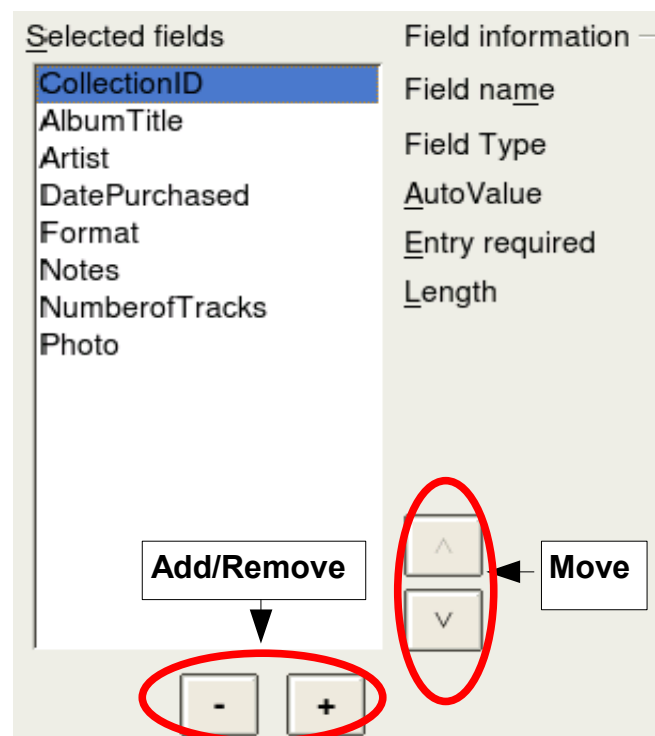 Selected fields
CollectionID
AlbumTitle
Artist
DatePurchased
Format
Notes
NumberofTracks
Photo
Field information
Field name
Field Type
AutoValue
Entry required
Length
Add/Remove
Move
^
v
- +